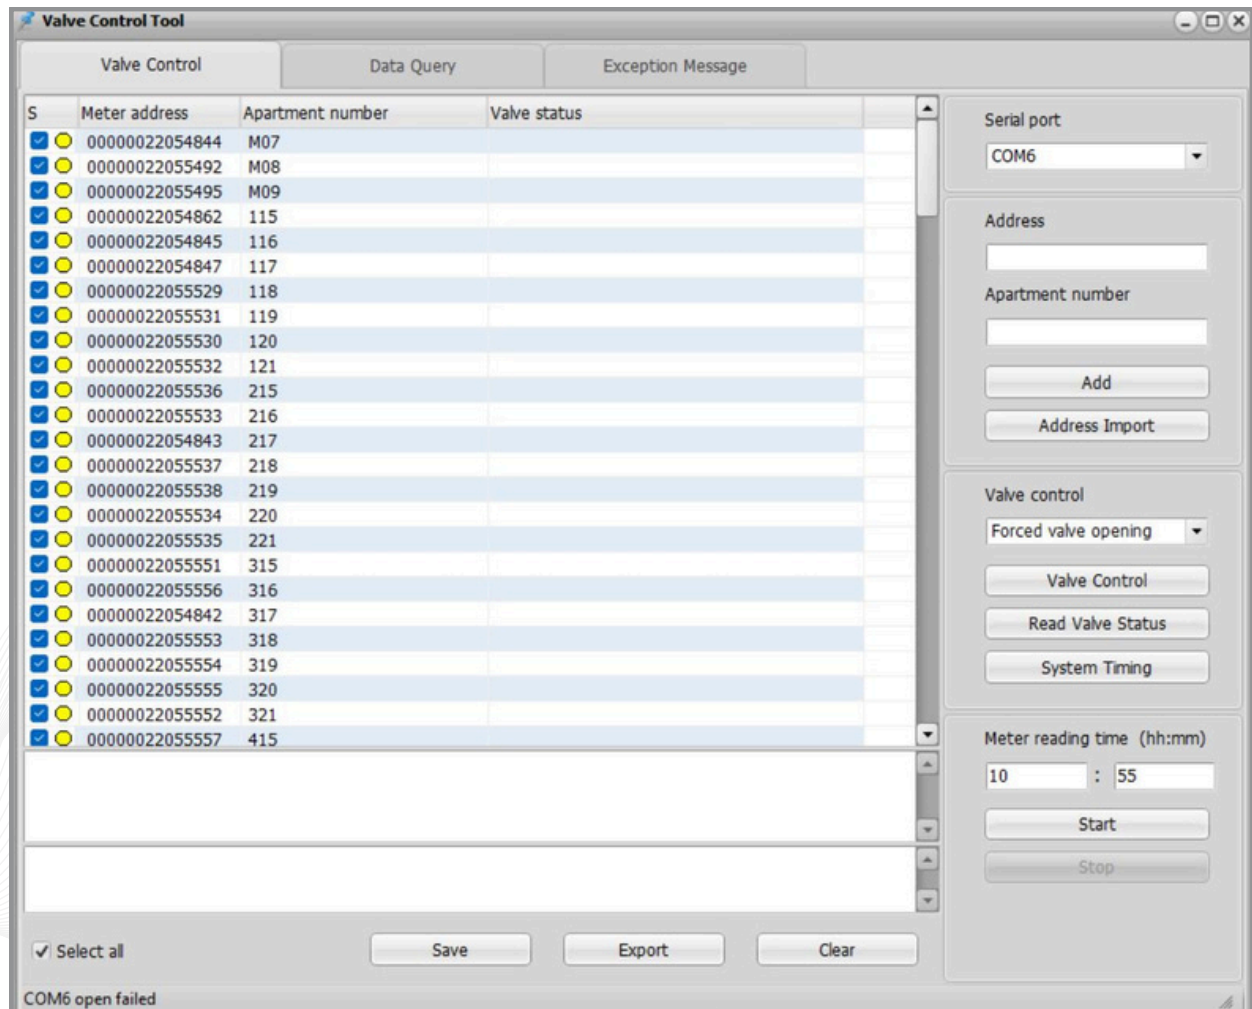 Valve Control Tool
Valve Control Data Query Exception Message
S Meter address Apartment number Valve status
00000022054844 M07
00000022055492 M08
00000022055495 M09
00000022054862 115
00000022054845 116
00000022054847 117
00000022055529 118
00000022055531 119
00000022055530 120
00000022055532 121
00000022055536 215
00000022055533 216
00000022054843 217
00000022055537 218
00000022055538 219
00000022055534 220
00000022055535 221
00000022055551 315
00000022055556 316
00000022054842 317
00000022055553 318
00000022055554 319
00000022055555 320
00000022055552 321
00000022055557 415
Select all Save Export Clear
COM6 open failed
Serial port
COM6
Address
Apartment number
Add
Address Import
Valve control
Forced valve opening
Valve Control
Read Valve Status
System Timing
Meter reading time (hh:mm)
10 : 55
Start
Stop